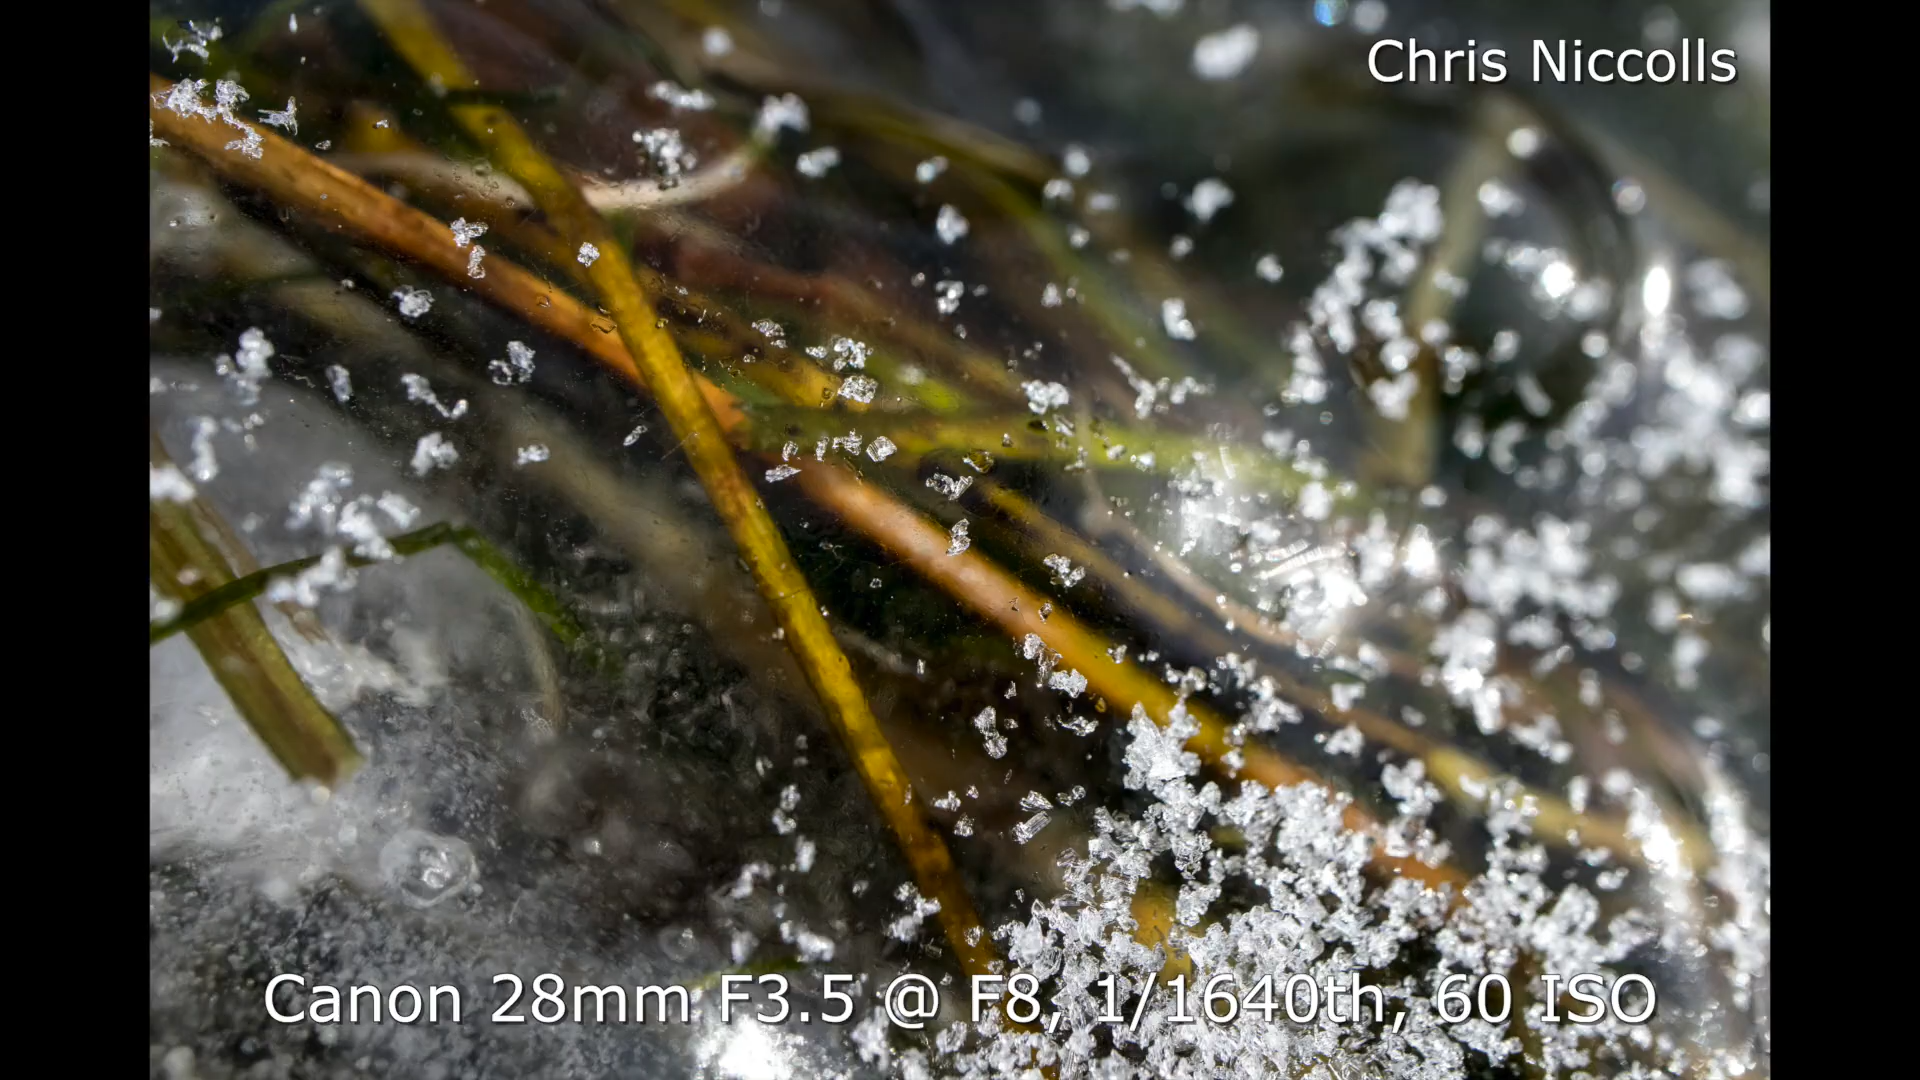 Chris Niccolls
Canon 28mm F3.5 @ F8, 1/1640th, 60 ISO